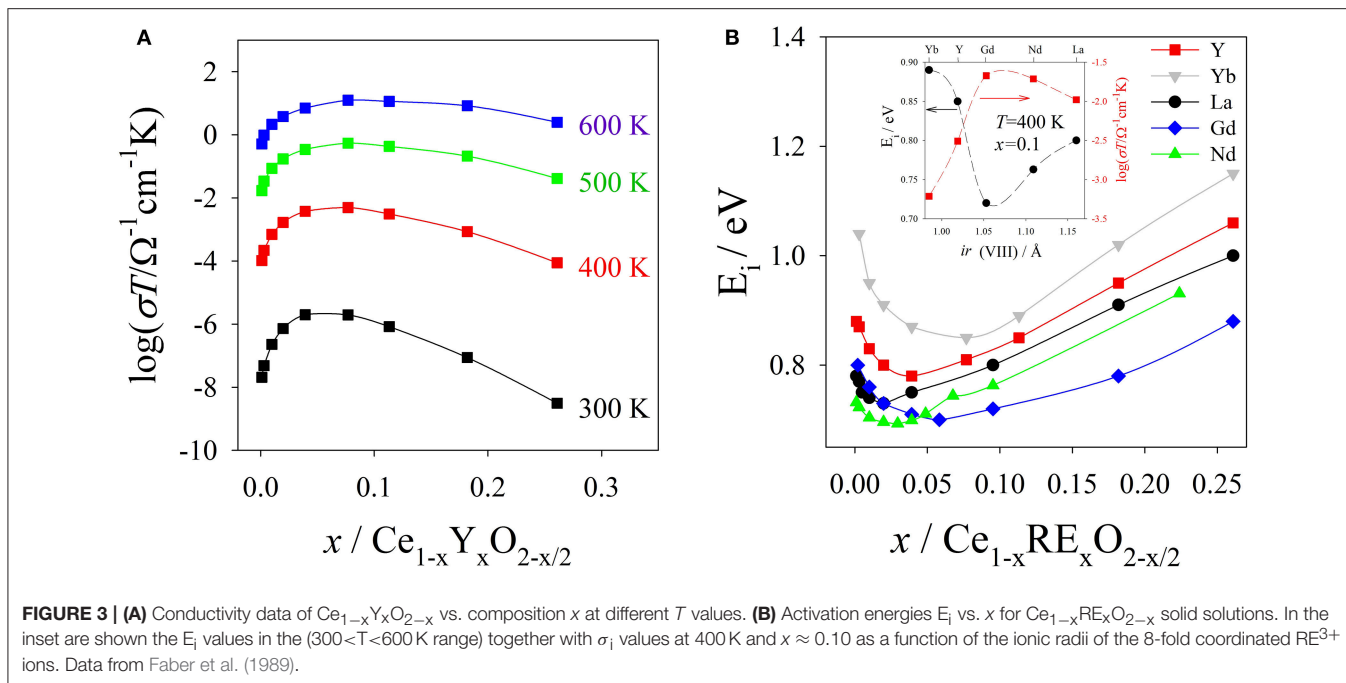 A
log(σT/Ω⁻¹cm⁻¹K)
2
0
-2
-4
-6
-8
-10
600 K
500 K
400 K
300 K
0.0 0.1 0.2 0.3
x / Ce₁₋ₓYₓO₂₋ₓ/₂
B
Eᵢ / eV
1.4
1.2
1.0
0.8
0.00 0.05 0.10 0.15 0.20 0.25
x / Ce₁₋ₓREₓO₂₋ₓ/₂
Y
Yb
La
Gd
Nd
Yb Y Gd Nd La
Eᵢ / eV
0.90
0.85
0.80
0.75
0.70
T=400 K
x=0.1
-1.5
-2.0
-2.5
-3.0
-3.5
log(σT/Ω⁻¹cm⁻¹K)
1.00 1.05 1.10 1.15
ir (VIII) / Å
FIGURE 3 | (A) Conductivity data of Ce₁₋ₓYₓO₂₋ₓ vs. composition x at different T values. (B) Activation energies Eᵢ vs. x for Ce₁₋ₓREₓO₂₋ₓ solid solutions. In the
inset are shown the Eᵢ values in the (300<T<600 K range) together with σᵢ values at 400 K and x ≈ 0.10 as a function of the ionic radii of the 8-fold coordinated RE³⁺
ions. Data from Faber et al. (1989).